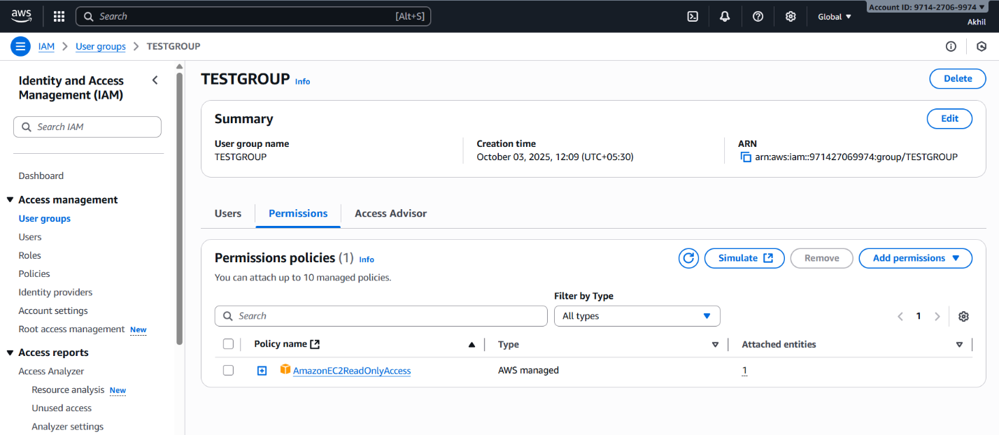 aws
Search
[Alt+S]
Global
Account ID: 9714-2706-9974
Akhil
IAM
User groups
TESTGROUP
Identity and Access
Management (IAM)
Search IAM
Dashboard
Access management
User groups
Users
Roles
Policies
Identity providers
Account settings
Root access management New
Access reports
Access Analyzer
Resource analysis New
Unused access
Analyzer settings
TESTGROUP Info
Delete
Summary
Edit
User group name
TESTGROUP
Creation time
October 03, 2025, 12:09 (UTC+05:30)
ARN
arn:aws:iam::971427069974:group/TESTGROUP
Users
Permissions
Access Advisor
Permissions policies (1) Info
You can attach up to 10 managed policies.
Simulate
Remove
Add permissions
Filter by Type
Search
All types
1
Policy name
Type
Attached entities
AmazonEC2ReadOnlyAccess
AWS managed
1